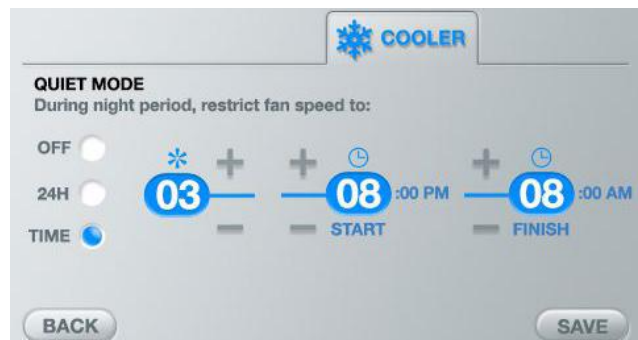 COOLER
QUIET MODE
During night period, restrict fan speed to:
OFF
24H
TIME
03
08 :00 PM
START
08 :00 AM
FINISH
BACK
SAVE